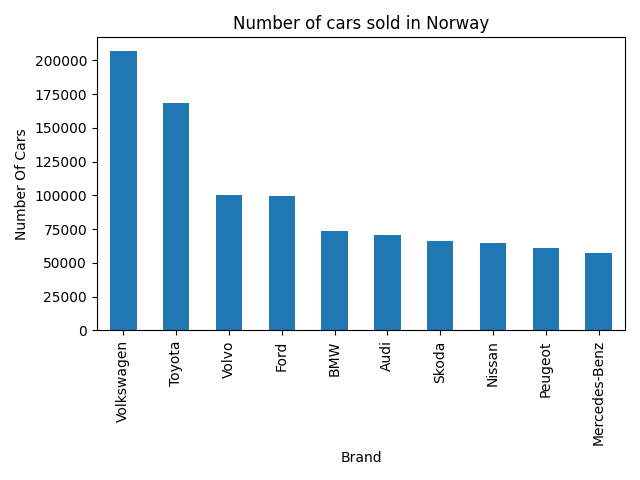 Number of cars sold in Norway
Number Of Cars
200000
175000
150000
125000
100000
75000
50000
25000
0
Volkswagen
Toyota
Volvo
Ford
BMW
Audi
Skoda
Nissan
Peugeot
Mercedes-Benz
Brand